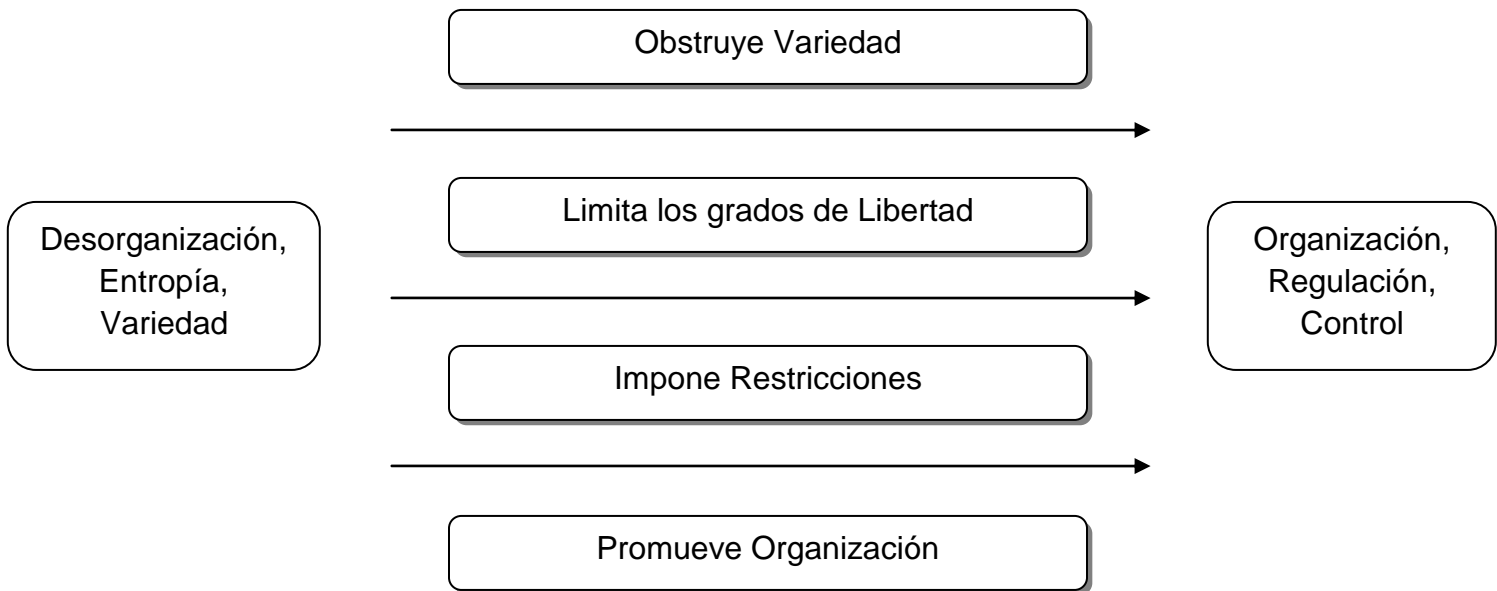 Obstruye Variedad
Limita los grados de Libertad
Desorganización,
Entropía,
Variedad
Organización,
Regulación,
Control
Impone Restricciones
Promueve Organización